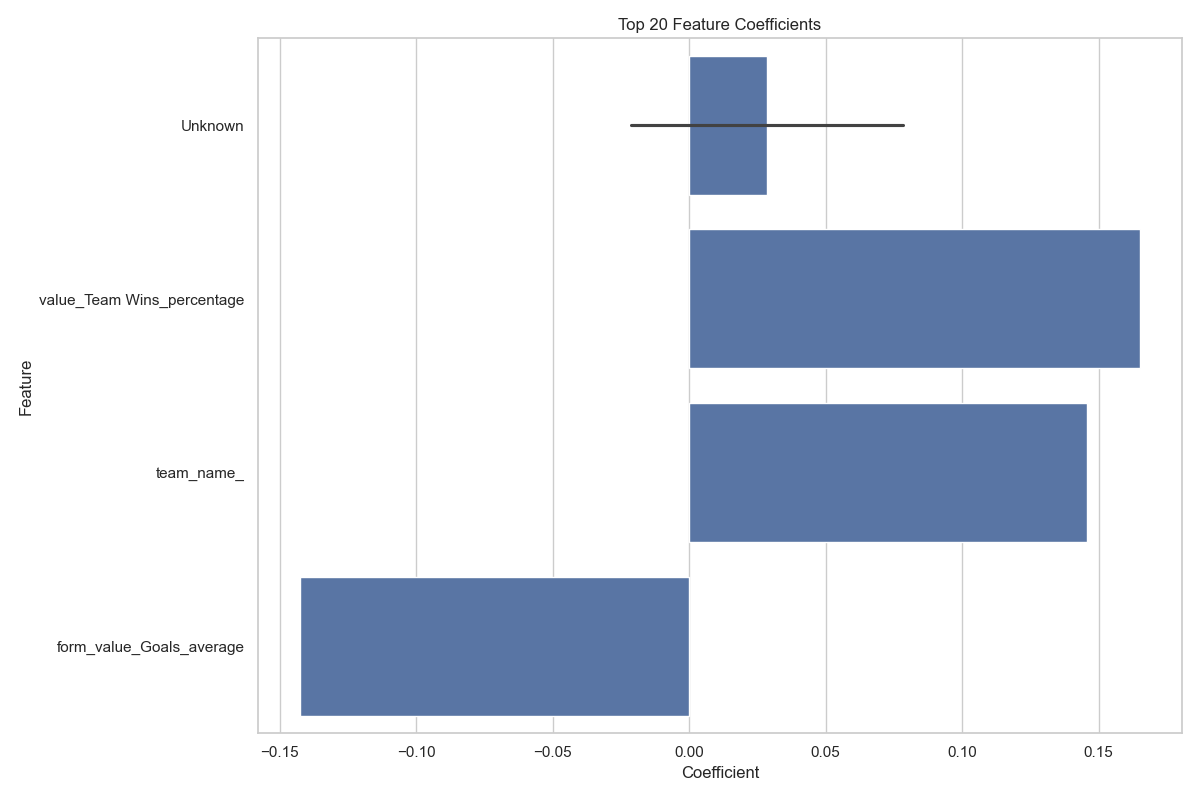 Top 20 Feature Coefficients
Unknown
value_Team Wins_percentage
team_name_
form_value_Goals_average
Feature
−0.15
−0.10
−0.05
0.00
0.05
0.10
0.15
Coefficient